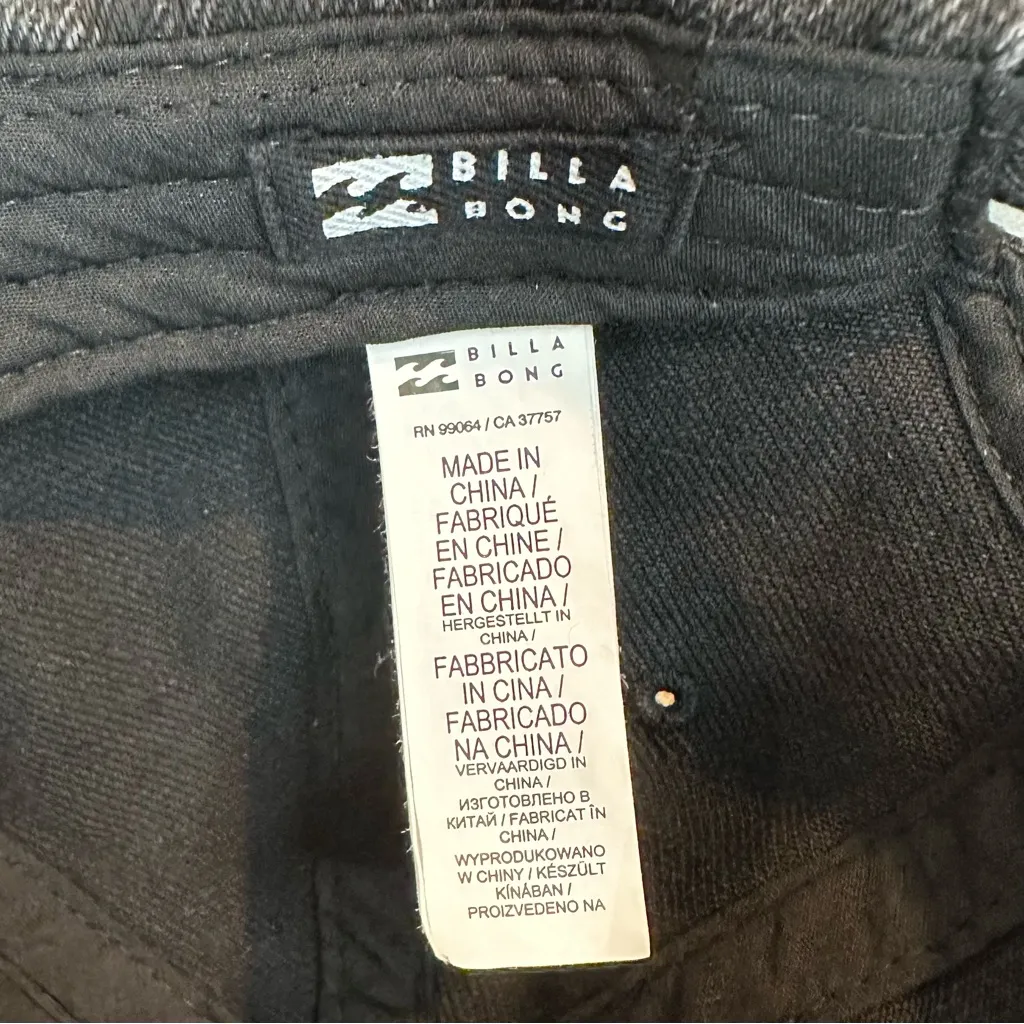 BILLA
BONG
BILLA
BONG
RN 99064 / CA 37757
MADE IN
CHINA /
FABRIQUÉ
EN CHINE /
FABRICADO
EN CHINA /
HERGESTELLT IN
CHINA /
FABBRICATO
IN CINA /
FABRICADO
NA CHINA /
VERVAARDIGD IN
CHINA /
ИЗГОТОВЛЕНО В
КИТАЙ / FABRICAT ÎN
CHINA /
WYPRODUKOWANO
W CHINY / KÉSZÜLT
KÍNÁBAN /
PROIZVEDENO NA